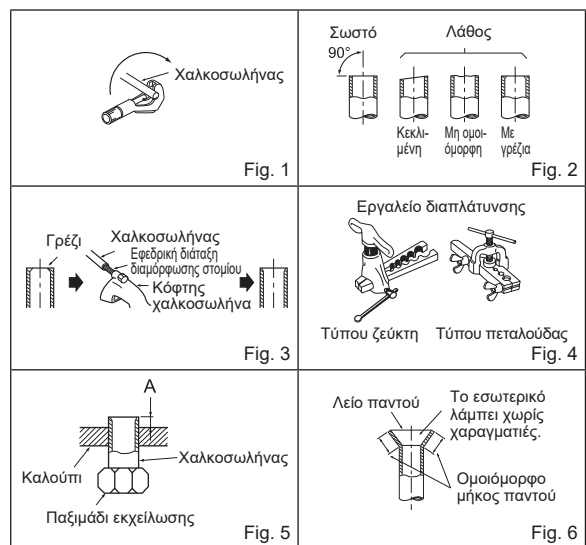 Χαλκοσωλήνας
Fig. 1
Σωστό
Λάθος
90°
Κεκλι-
μένη
Μη ομοι-
όμορφη
Με
γρέζια
Fig. 2
Γρέζι
Χαλκοσωλήνας
Εφεδρική διάταξη
διαμόρφωσης στομίου
Κόφτης
χαλκοσωλήνα
Fig. 3
Εργαλείο διαπλάτυνσης
Τύπου ζεύκτη
Τύπου πεταλούδας
Fig. 4
A
Καλούπι
Χαλκοσωλήνας
Παξιμάδι εκχείλωσης
Fig. 5
Λείο παντού
Το εσωτερικό
λάμπει χωρίς
χαραγματιές.
Ομοιόμορφο
μήκος παντού
Fig. 6